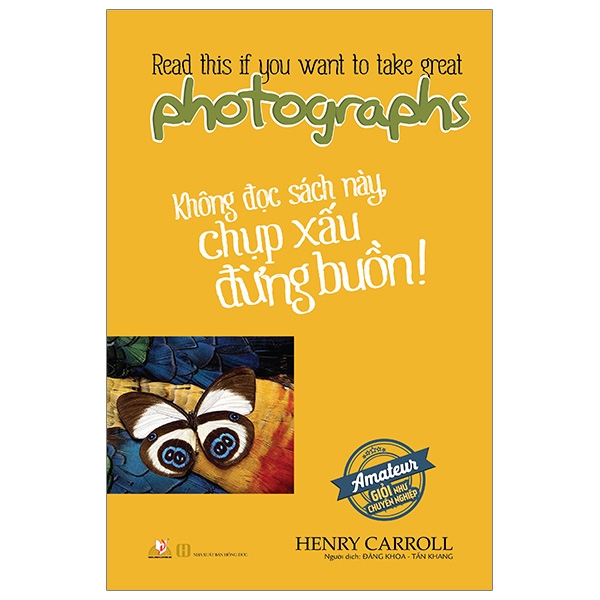 Read this if you want to take great
photographs
Không đọc sách này,
chụp xấu
đừng buồn!
Amateur
GIỎI NHƯ
CHUYÊN NGHIỆP
HENRY CARROLL
Người dịch: ĐĂNG KHOA - TẤN KHANG
NHÀ XUẤT BẢN HỒNG ĐỨC